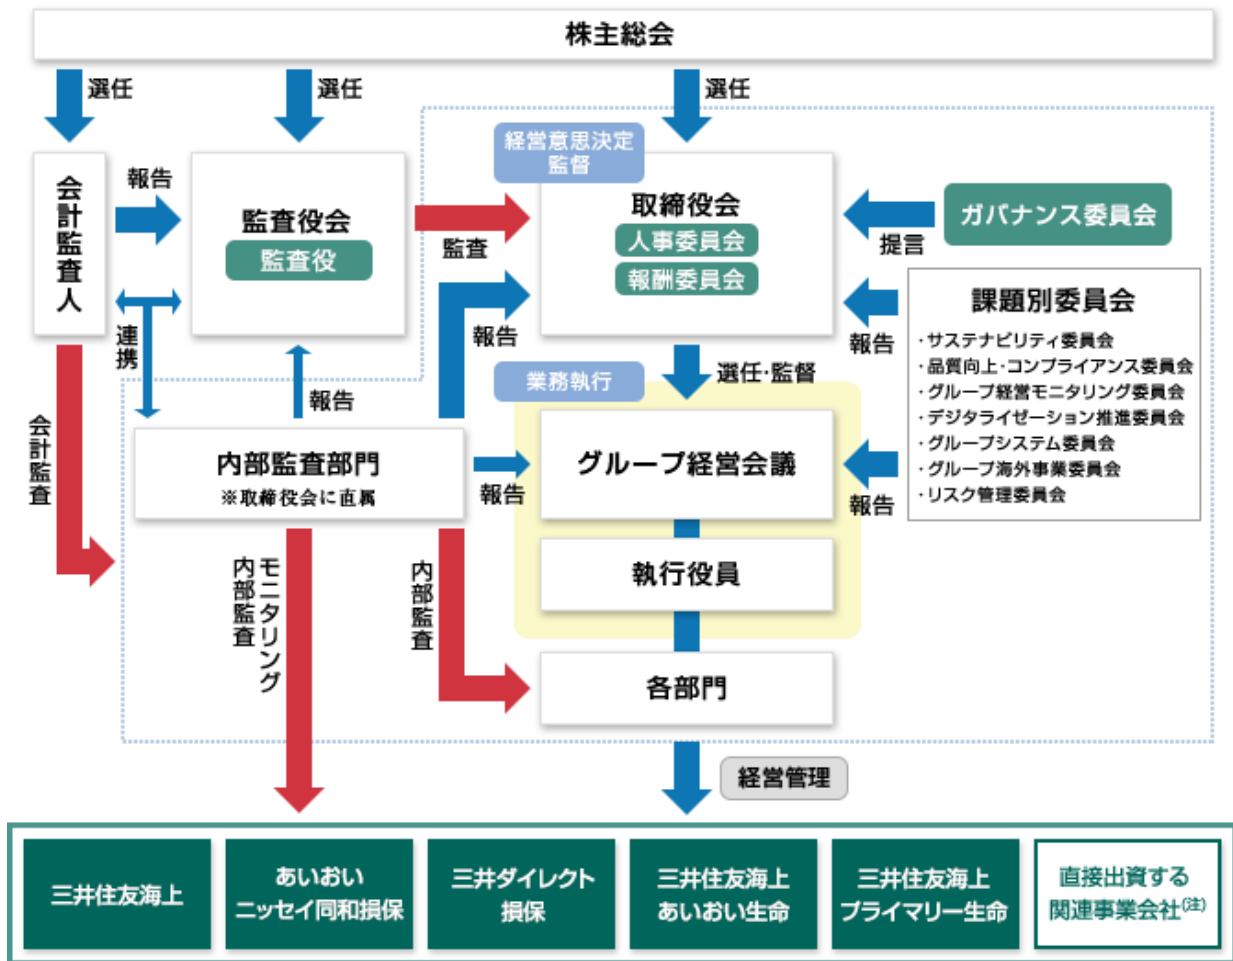 株主総会
選任
選任
選任
会計監査人
報告
監査役会
監査役
監査
経営意思決定
監督
取締役会
人事委員会
報酬委員会
提言
ガバナンス委員会
連携
報告
報告
報告
課題別委員会
・サステナビリティ委員会
・品質向上・コンプライアンス委員会
・グループ経営モニタリング委員会
・デジタライゼーション推進委員会
・グループシステム委員会
・グループ海外事業委員会
・リスク管理委員会
選任・監督
業務執行
会計監査
内部監査部門
※取締役会に直属
報告
グループ経営会議
報告
執行役員
モニタリング
内部監査
内部監査
各部門
経営管理
三井住友海上
あいおい
ニッセイ同和損保
三井ダイレクト
損保
三井住友海上
あいおい生命
三井住友海上
プライマリー生命
直接出資する
関連事業会社(注)